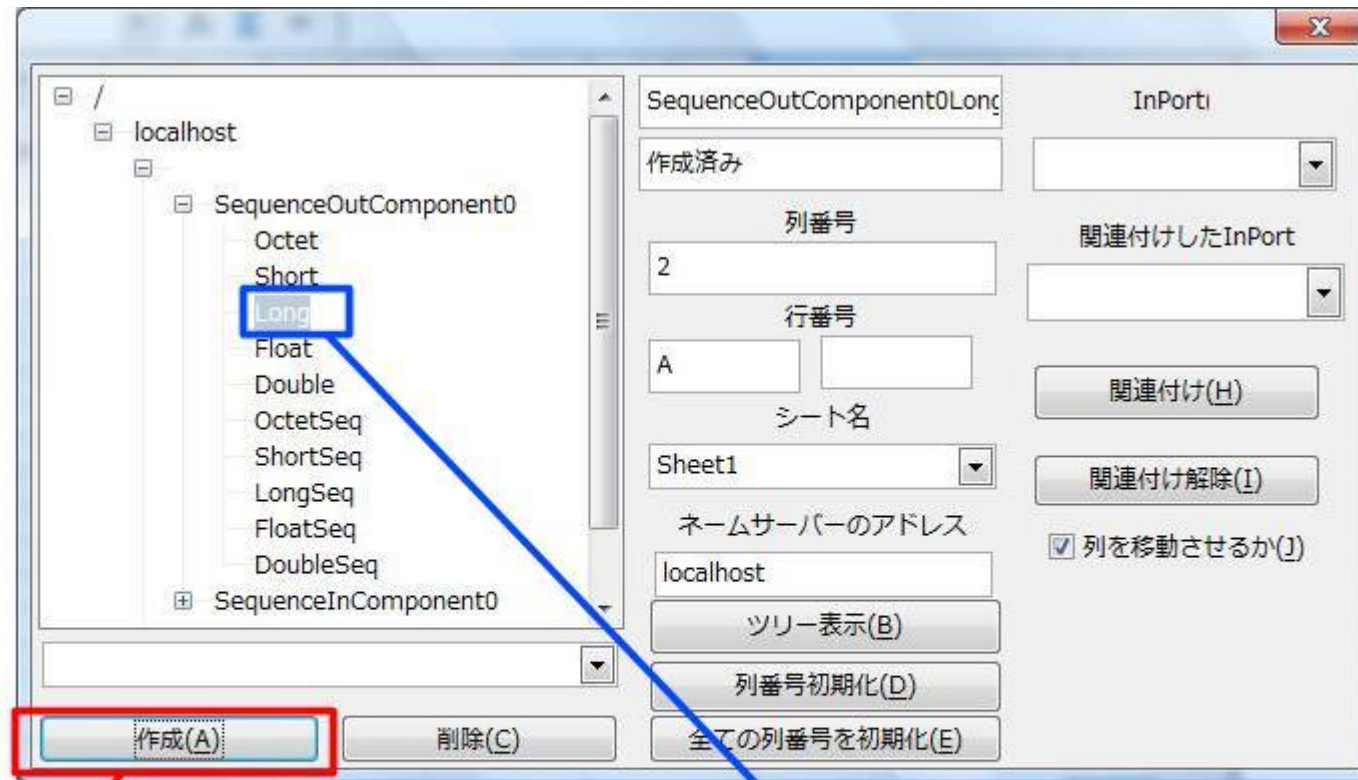 /
localhost
SequenceOutComponent0
Octet
Short
Long
Float
Double
OctetSeq
ShortSeq
LongSeq
FloatSeq
DoubleSeq
SequenceInComponent0
作成(A)
削除(C)
SequenceOutComponent0Long
作成済み
列番号
2
行番号
A
シート名
Sheet1
ネームサーバーのアドレス
localhost
ツリー表示(B)
列番号初期化(D)
全ての列番号を初期化(E)
InPort
関連付けしたInPort
関連付け(H)
関連付け解除(I)
列を移動させるか(J)